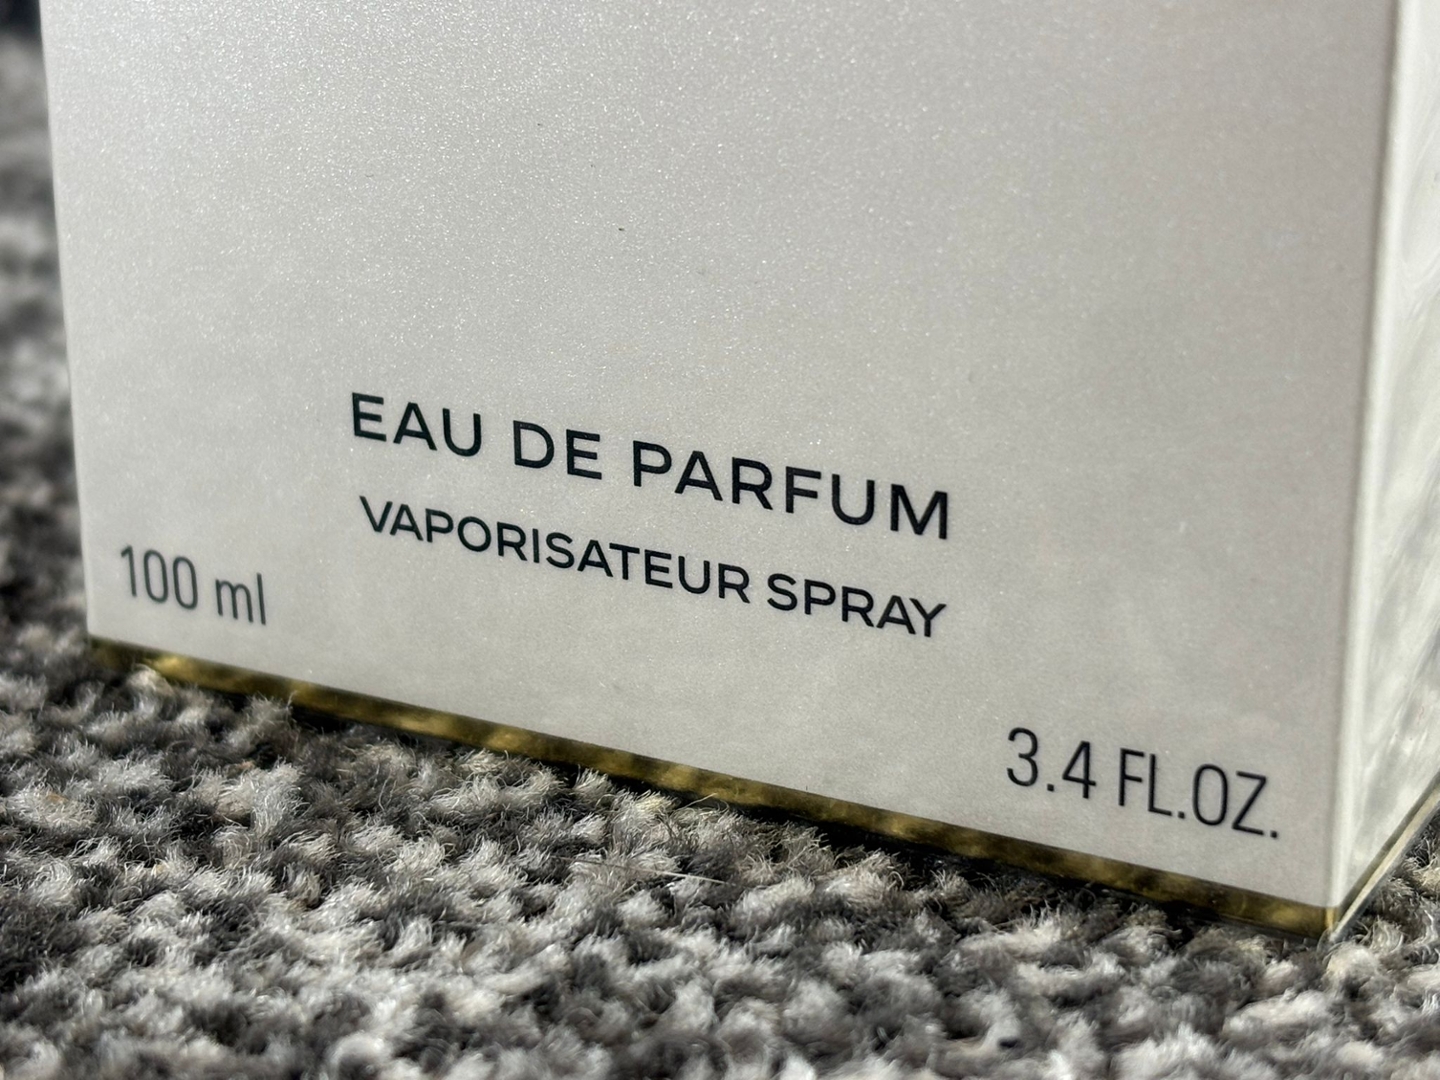 EAU DE PARFUM
VAPORISATEUR SPRAY
100 ml
3.4 FL.OZ.